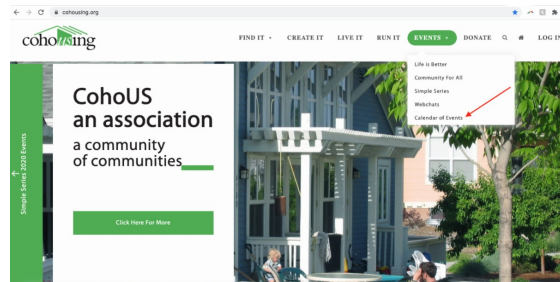 cohousing.org
cohousing
FIND IT
CREATE IT
LIVE IT
RUN IT
EVENTS
DONATE
LOG IN
Life is Better
Community For All
Simple Series
Webchats
Calendar of Events
Simple Series 2020 Events
CohoUS
an association
a community
of communities
Click Here For More